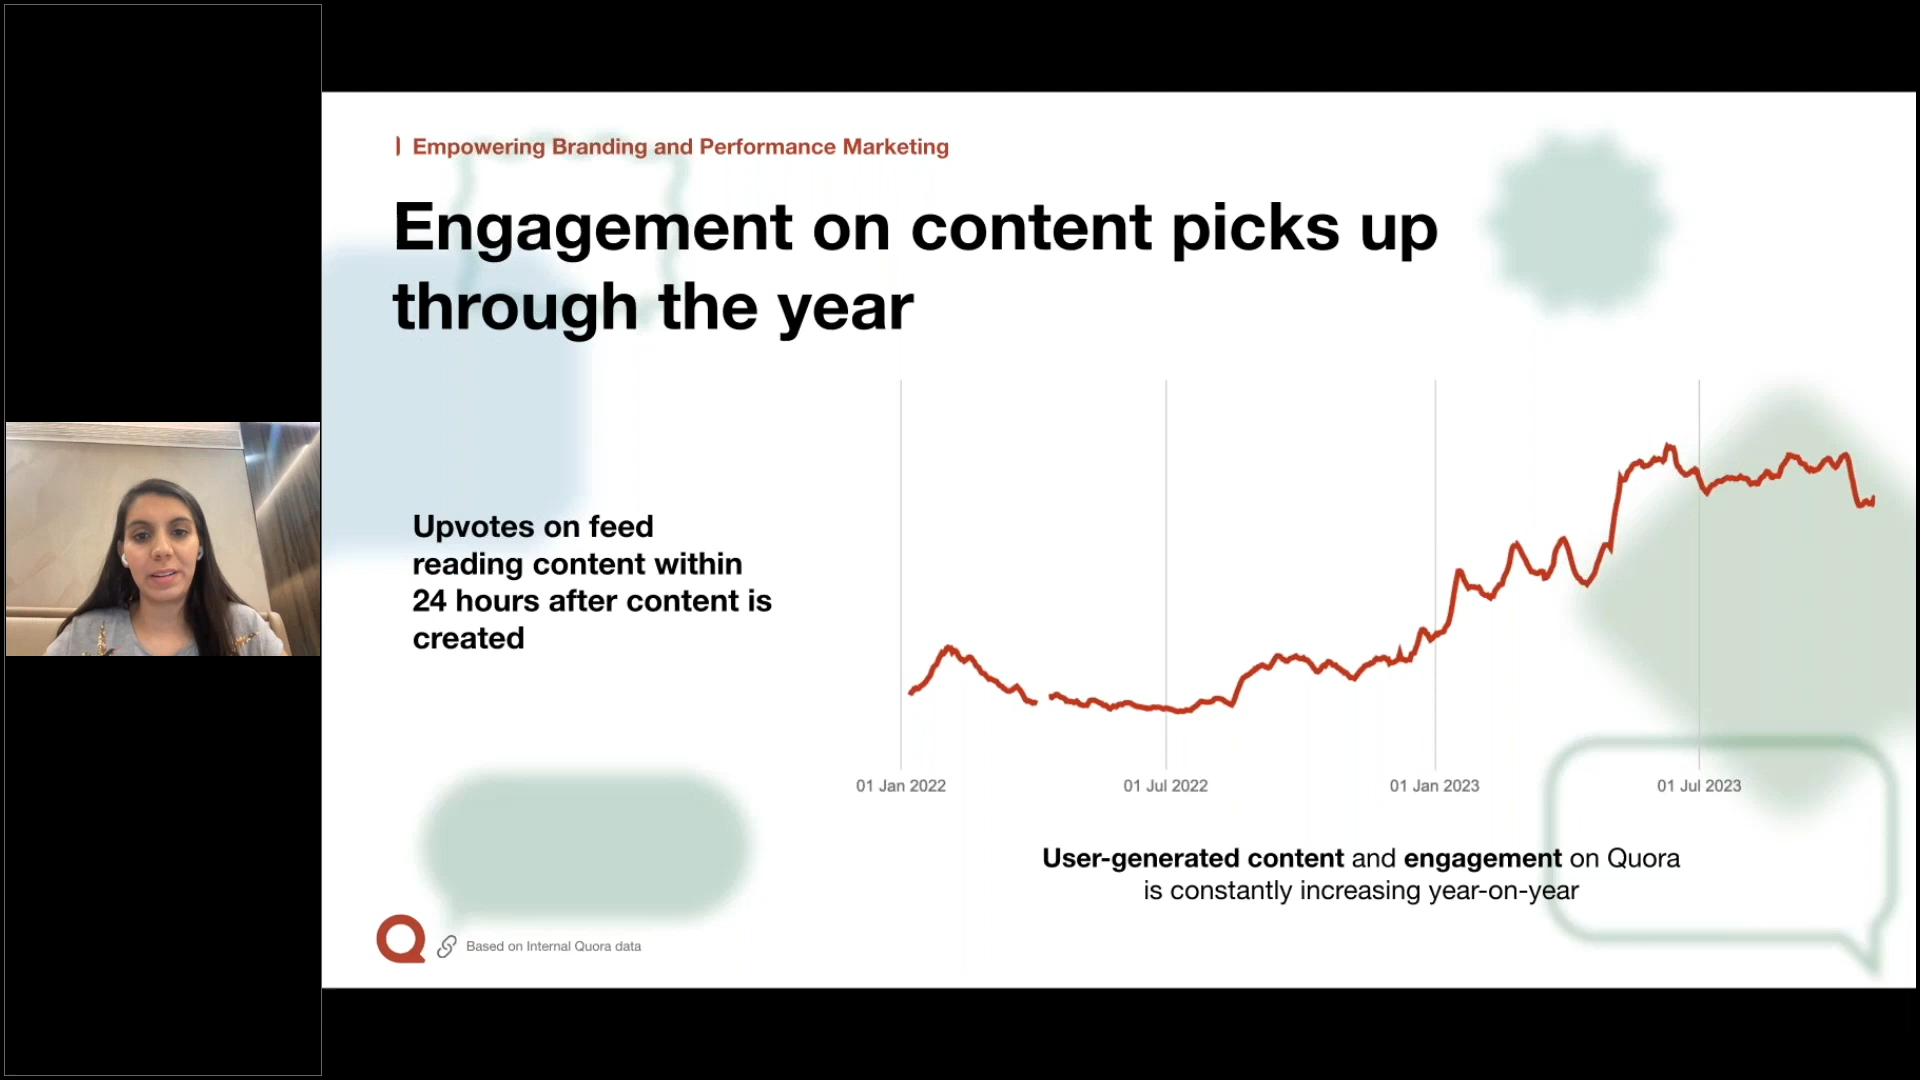 Empowering Branding and Performance Marketing
Engagement on content picks up
through the year
Upvotes on feed
reading content within
24 hours after content is
created
01 Jan 2022
01 Jul 2022
01 Jan 2023
01 Jul 2023
User-generated content and engagement on Quora
is constantly increasing year-on-year
Based on Internal Quora data